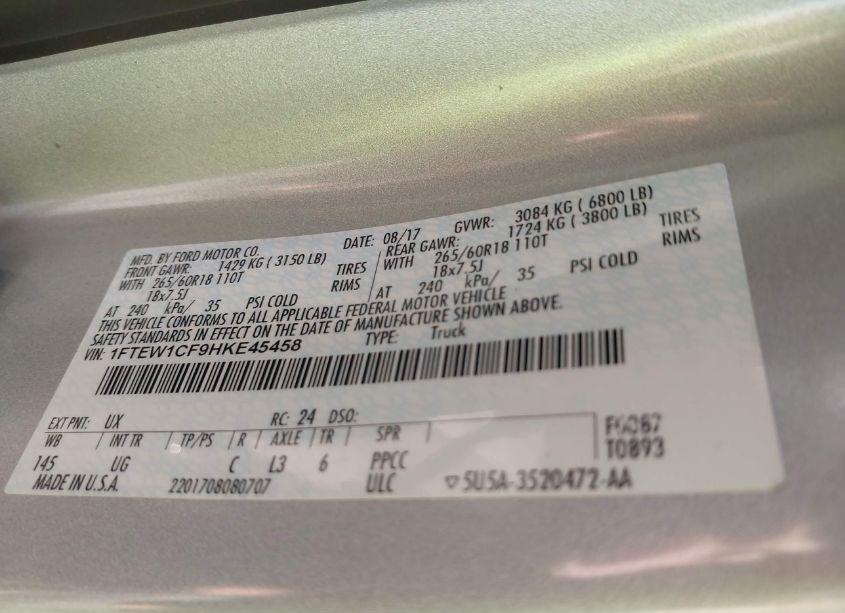 MFD. BY FORD MOTOR CO. DATE: 08/17 GVWR: 3084 KG ( 6800 LB)
FRONT GAWR: 1429 KG ( 3150 LB) REAR GAWR: 1724 KG ( 3800 LB)
WITH 265/60R18 110T TIRES WITH 265/60R18 110T TIRES
18x7.5J RIMS 18x7.5J RIMS
AT 240 kPa/ 35 PSI COLD AT 240 kPa/ 35 PSI COLD
THIS VEHICLE CONFORMS TO ALL APPLICABLE FEDERAL MOTOR VEHICLE
SAFETY STANDARDS IN EFFECT ON THE DATE OF MANUFACTURE SHOWN ABOVE.
VIN: 1FTEW1CF9HKE45458 TYPE: Truck
EXT PNT: UX RC: 24 DSO:
WB INT TR TP/PS R AXLE TR SPR
145 UG C L3 6 PPCC
MADE IN U.S.A. 2201708080707 ULC
T0893
5U5A-3520472-AA